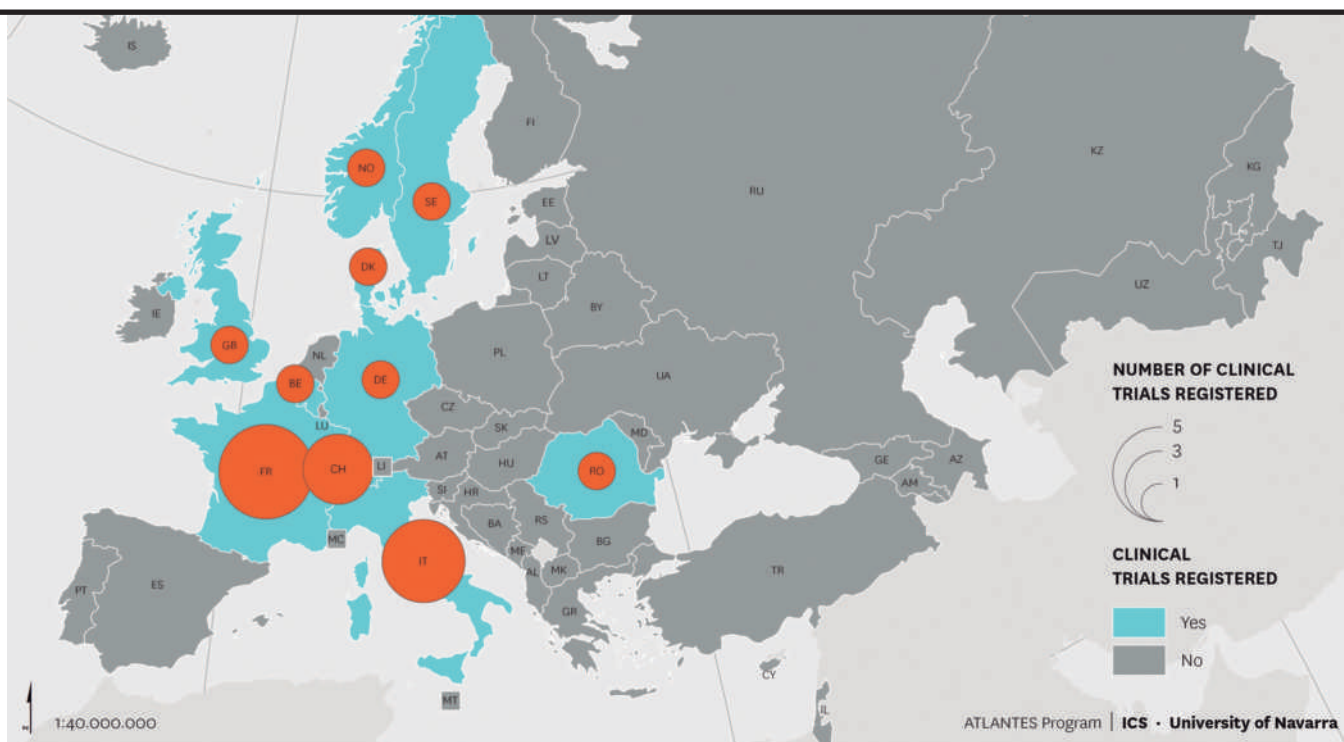 IS
FI
NO
SE
RU
KZ
KG
EE
LV
DK
TJ
LT
UZ
IE
BY
GB
NL
PL
BE
DE
UA
CZ
LU
SK
MD
FR
CH
LI
AT
HU
RO
GE
AZ
AM
SI
HR
BA
RS
MC
ME
BG
IT
AL
MK
TR
PT
ES
GR
CY
MT
IL
NUMBER OF CLINICAL
TRIALS REGISTERED
5
3
1
CLINICAL
TRIALS REGISTERED
Yes
No
N
1:40.000.000
ATLANTES Program | ICS · University of Navarra